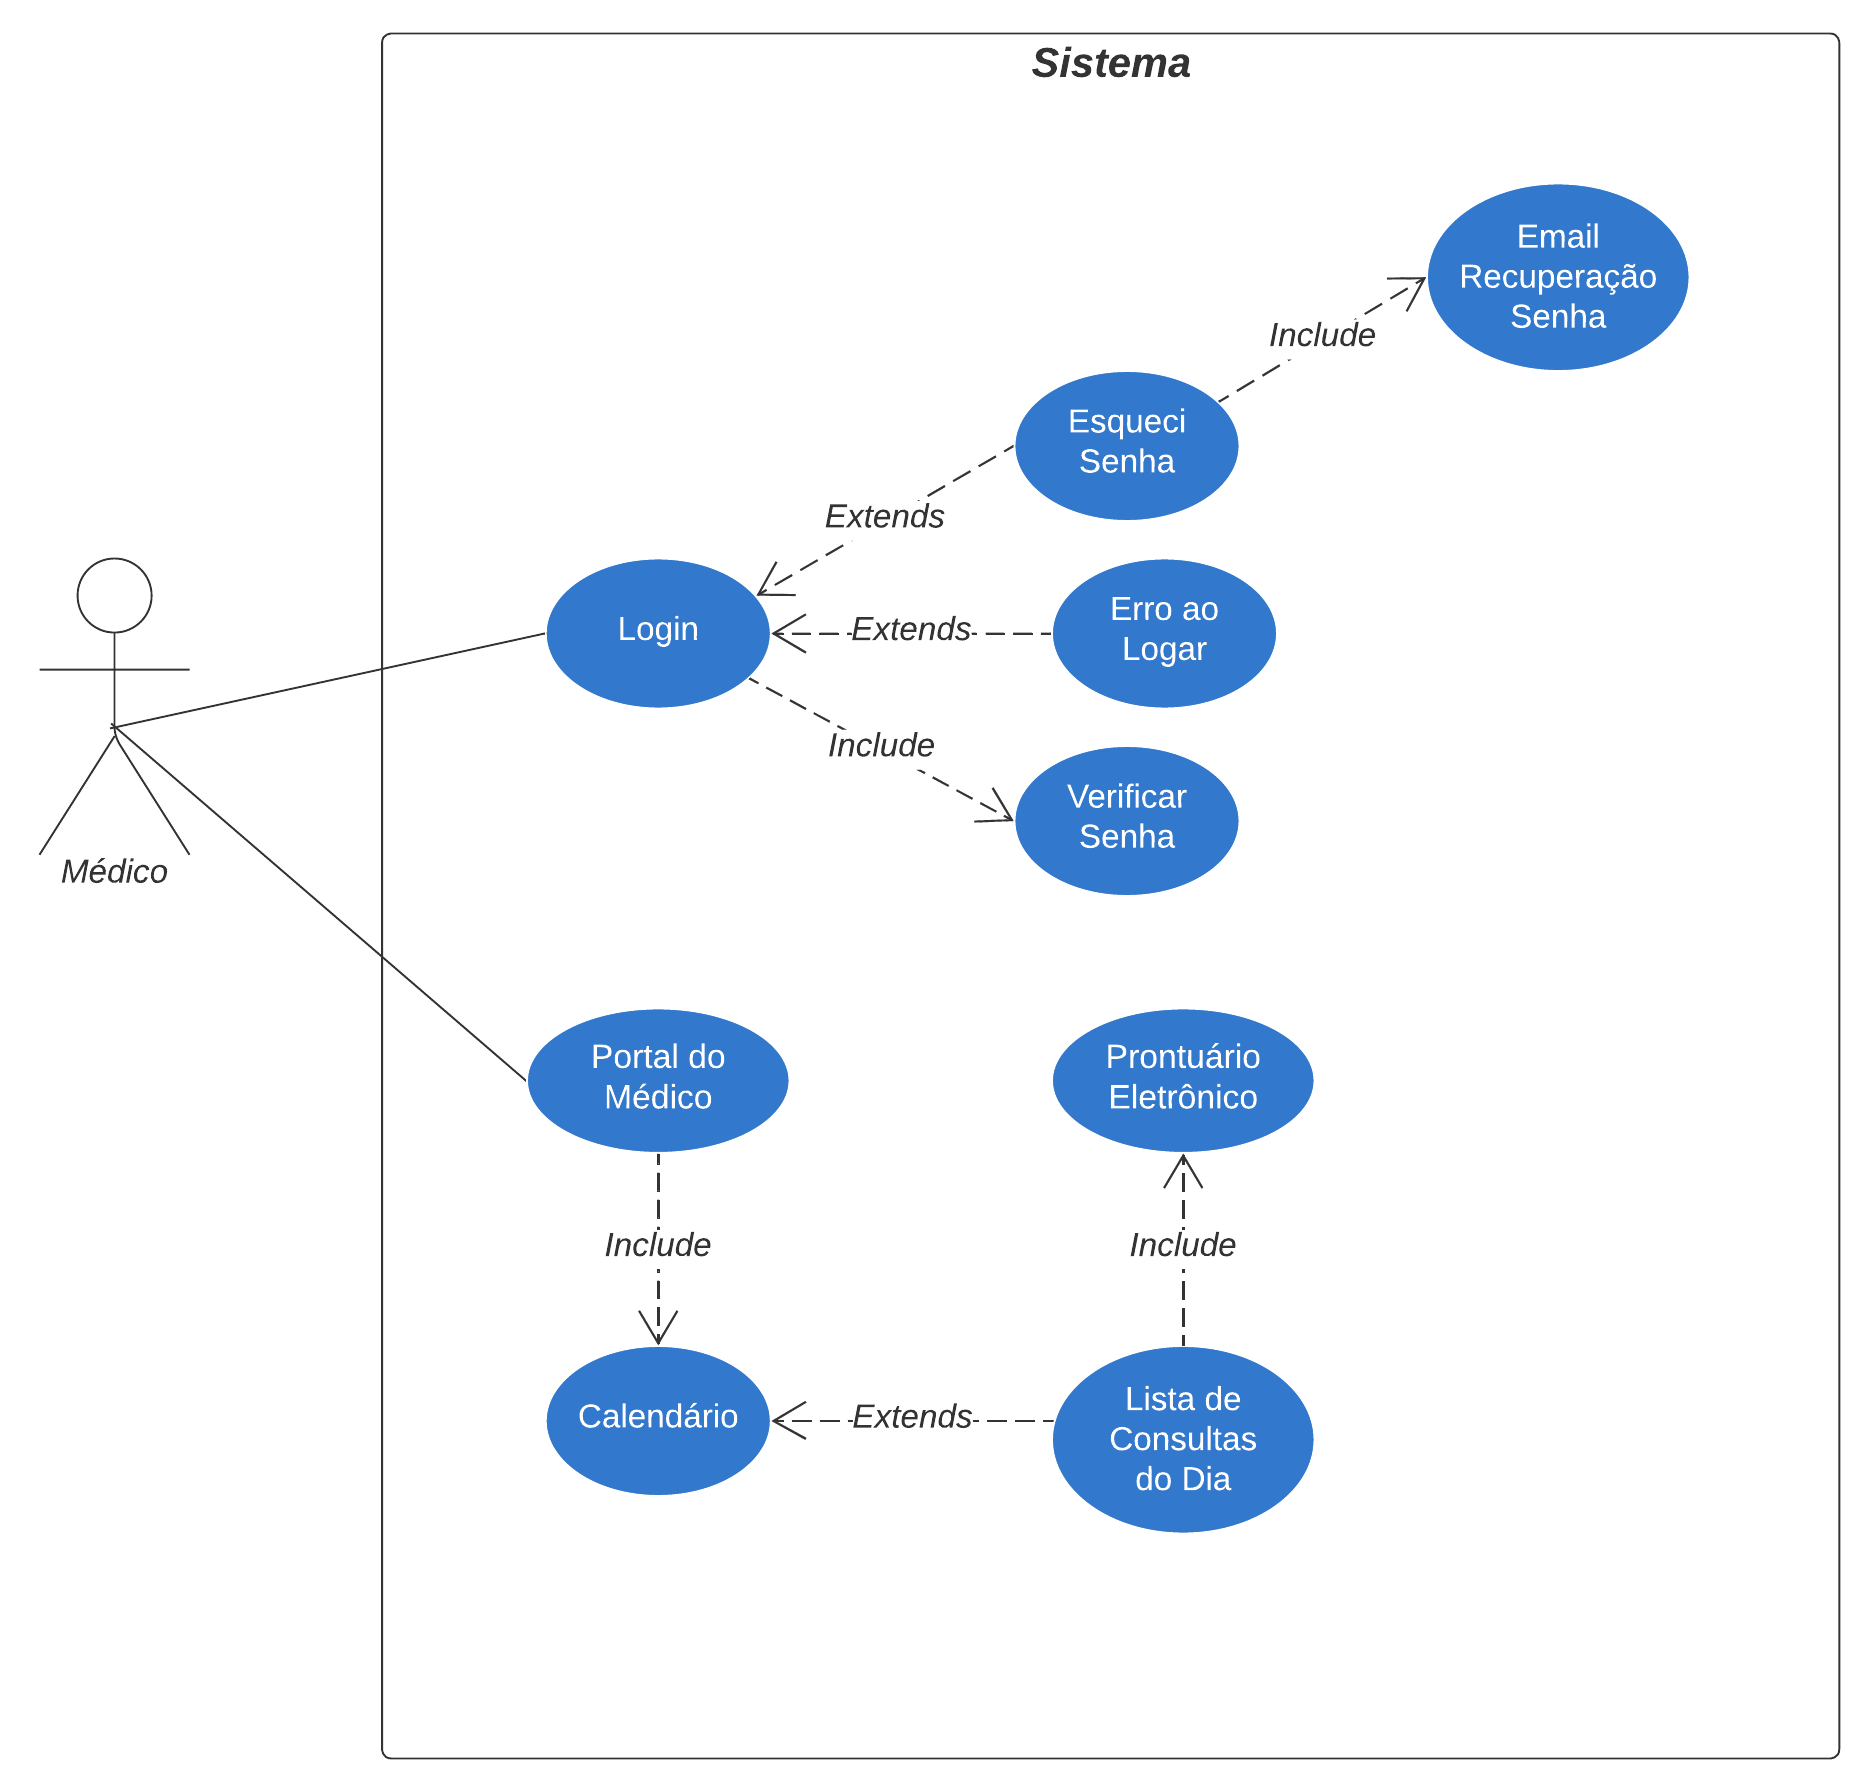 Sistema
Email
Recuperação
Senha
Include
Esqueci
Senha
Extends
Login
Extends
Erro ao
Logar
Include
Verificar
Senha
Médico
Portal do
Médico
Prontuário
Eletrônico
Include
Include
Calendário
Extends
Lista de
Consultas
do Dia